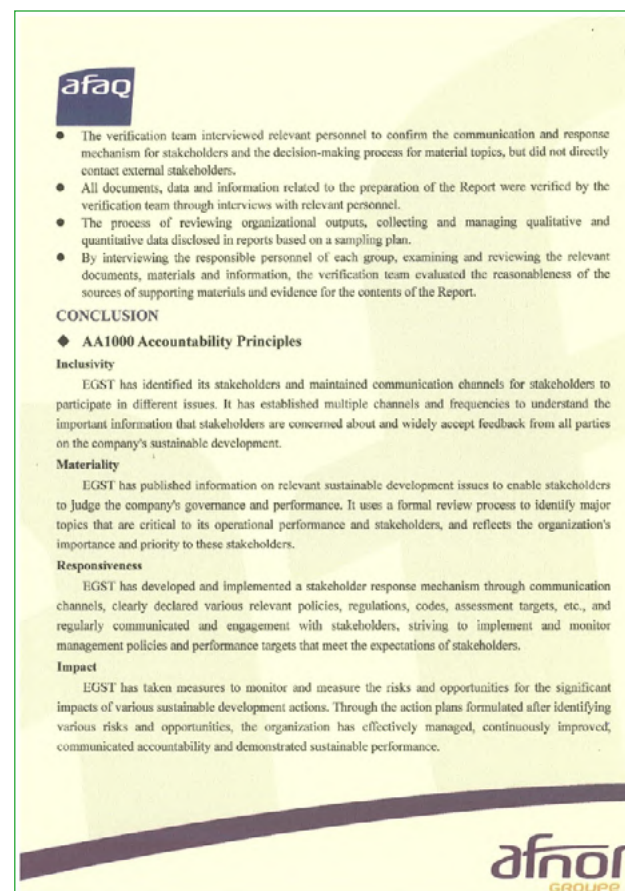 afaq
● The verification team interviewed relevant personnel to confirm the communication and response
mechanism for stakeholders and the decision-making process for material topics, but did not directly
contact external stakeholders.
● All documents, data and information related to the preparation of the Report were verified by the
verification team through interviews with relevant personnel.
● The process of reviewing organizational outputs, collecting and managing qualitative and
quantitative data disclosed in reports based on a sampling plan.
● By interviewing the responsible personnel of each group, examining and reviewing the relevant
documents, materials and information, the verification team evaluated the reasonableness of the
sources of supporting materials and evidence for the contents of the Report.
CONCLUSION
◆ AA1000 Accountability Principles
Inclusivity
EGST has identified its stakeholders and maintained communication channels for stakeholders to
participate in different issues. It has established multiple channels and frequencies to understand the
important information that stakeholders are concerned about and widely accept feedback from all parties
on the company's sustainable development.
Materiality
EGST has published information on relevant sustainable development issues to enable stakeholders
to Judge the company's governance and performance. It uses a formal review process to identify major
topics that are critical to its operational performance and stakeholders, and reflects the organization's
importance and priority to these stakeholders.
Responsiveness
EGST has developed and implemented a stakeholder response mechanism through communication
channels, clearly declared various relevant policies, regulations, codes, assessment targets, etc., and
regularly communicated and engagement with stakeholders, striving to implement and monitor
management policies and performance targets that meet the expectations of stakeholders.
Impact
EGST has taken measures to monitor and measure the risks and opportunities for the significant
impacts of various sustainable development actions. Through the action plans formulated after identifying
various risks and opportunities, the organization has effectively managed, continuously improved,
communicated accountability and demonstrated sustainable performance.
afnor
GROUPE